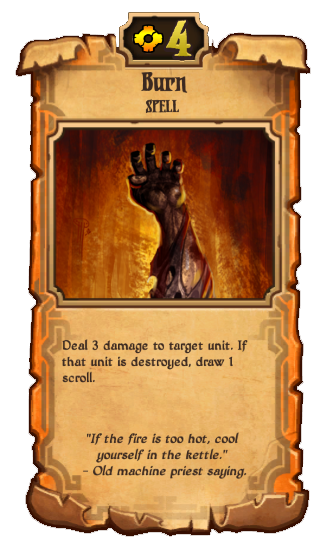 4
Burn
SPELL
Deal 3 damage to target unit. If
that unit is destroyed, draw 1
scroll.
"If the fire is too hot, cool
yourself in the kettle."
- Old machine priest saying.